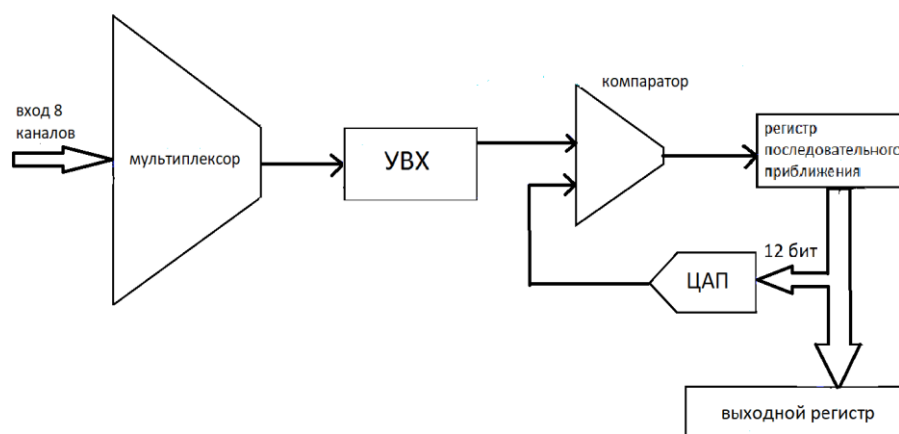 вход 8
каналов
мультиплексор
УВХ
компаратор
регистр
последовательного
приближения
12 бит
ЦАП
выходной регистр